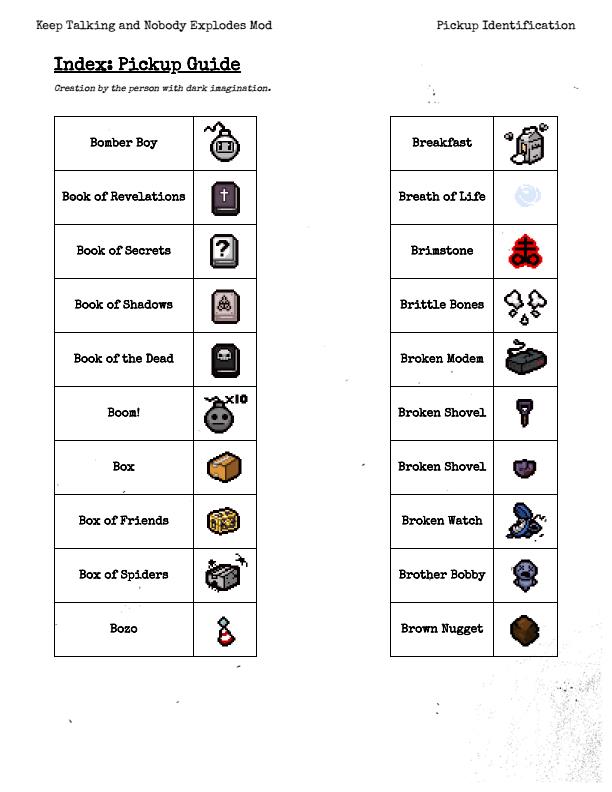 Keep Talking and Nobody Explodes Mod
Pickup Identification
Index: Pickup Guide
Creation by the person with dark imagination.
Bomber Boy
Book of Revelations
Book of Secrets
?
Book of Shadows
Book of the Dead
Boom!
x10
Box
Box of Friends
Box of Spiders
Bozo
Breakfast
Breath of Life
Brimstone
Brittle Bones
Broken Modem
Broken Shovel
Broken Shovel
Broken Watch
Brother Bobby
Brown Nugget